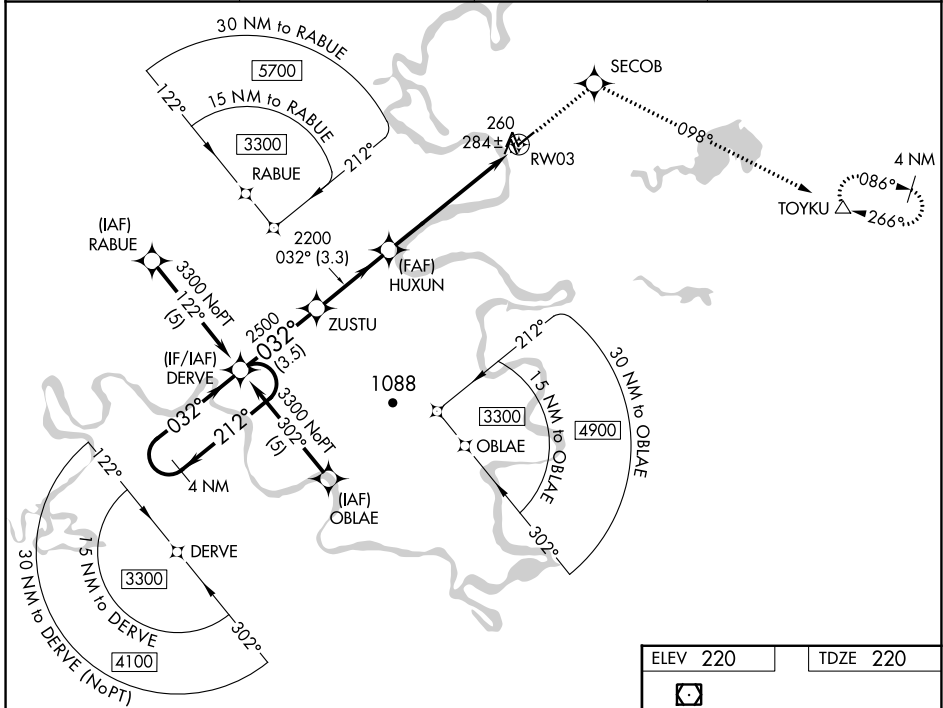 30 NM to RABUE
5700
122°
15 NM to RABUE
3300
212°
RABUE
SECOB
260
284±
RW03
098°
4 NM
086°
266°
TOYKU
(IAF)
RABUE
3300 NoPT
122°
(5)
2200
032° (3.3)
(FAF)
HUXUN
ZUSTU
2500
032°
(3.5)
(IF/IAF)
DERVE
1088
032°
212°
4 NM
3300 NoPT
302°
(5)
(IAF)
OBLAE
212°
30 NM to OBLAE
15 NM to OBLAE
3300
4900
OBLAE
302°
122°
DERVE
3300
15 NM to DERVE
302°
4100
30 NM to DERVE (NoPT)
ELEV 220
TDZE 220